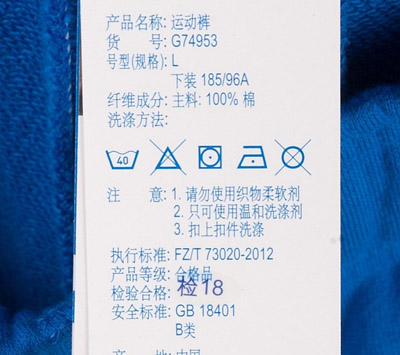 产品名称: 运动裤
货 号: G74953
号型(规格): L
下装 185/96A
纤维成分: 主料: 100% 棉
洗涤方法:
40
注 意: 1. 请勿使用织物柔软剂
2. 只可使用温和洗涤剂
3. 扣上扣件洗涤
执行标准: FZ/T 73020-2012
产品等级: 合格品
检验合格: 检18
安全标准: GB 18401
B类
产 地: 中国